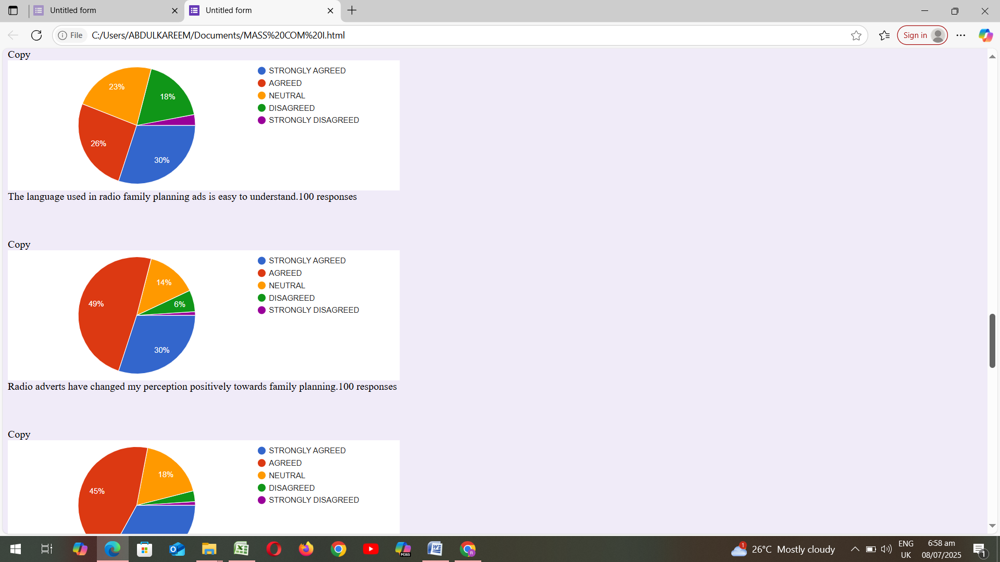 Untitled form
Untitled form
File
C:/Users/ABDULKAREEM/Documents/MASS%20COM%20I.html
Sign in
Copy
23%
18%
26%
30%
STRONGLY AGREED
AGREED
NEUTRAL
DISAGREED
STRONGLY DISAGREED
The language used in radio family planning ads is easy to understand.100 responses
Copy
14%
49%
6%
30%
STRONGLY AGREED
AGREED
NEUTRAL
DISAGREED
STRONGLY DISAGREED
Radio adverts have changed my perception positively towards family planning.100 responses
Copy
18%
45%
STRONGLY AGREED
AGREED
NEUTRAL
DISAGREED
STRONGLY DISAGREED
M365
1
26°C Mostly cloudy
ENG
UK
6:58 am
08/07/2025
1